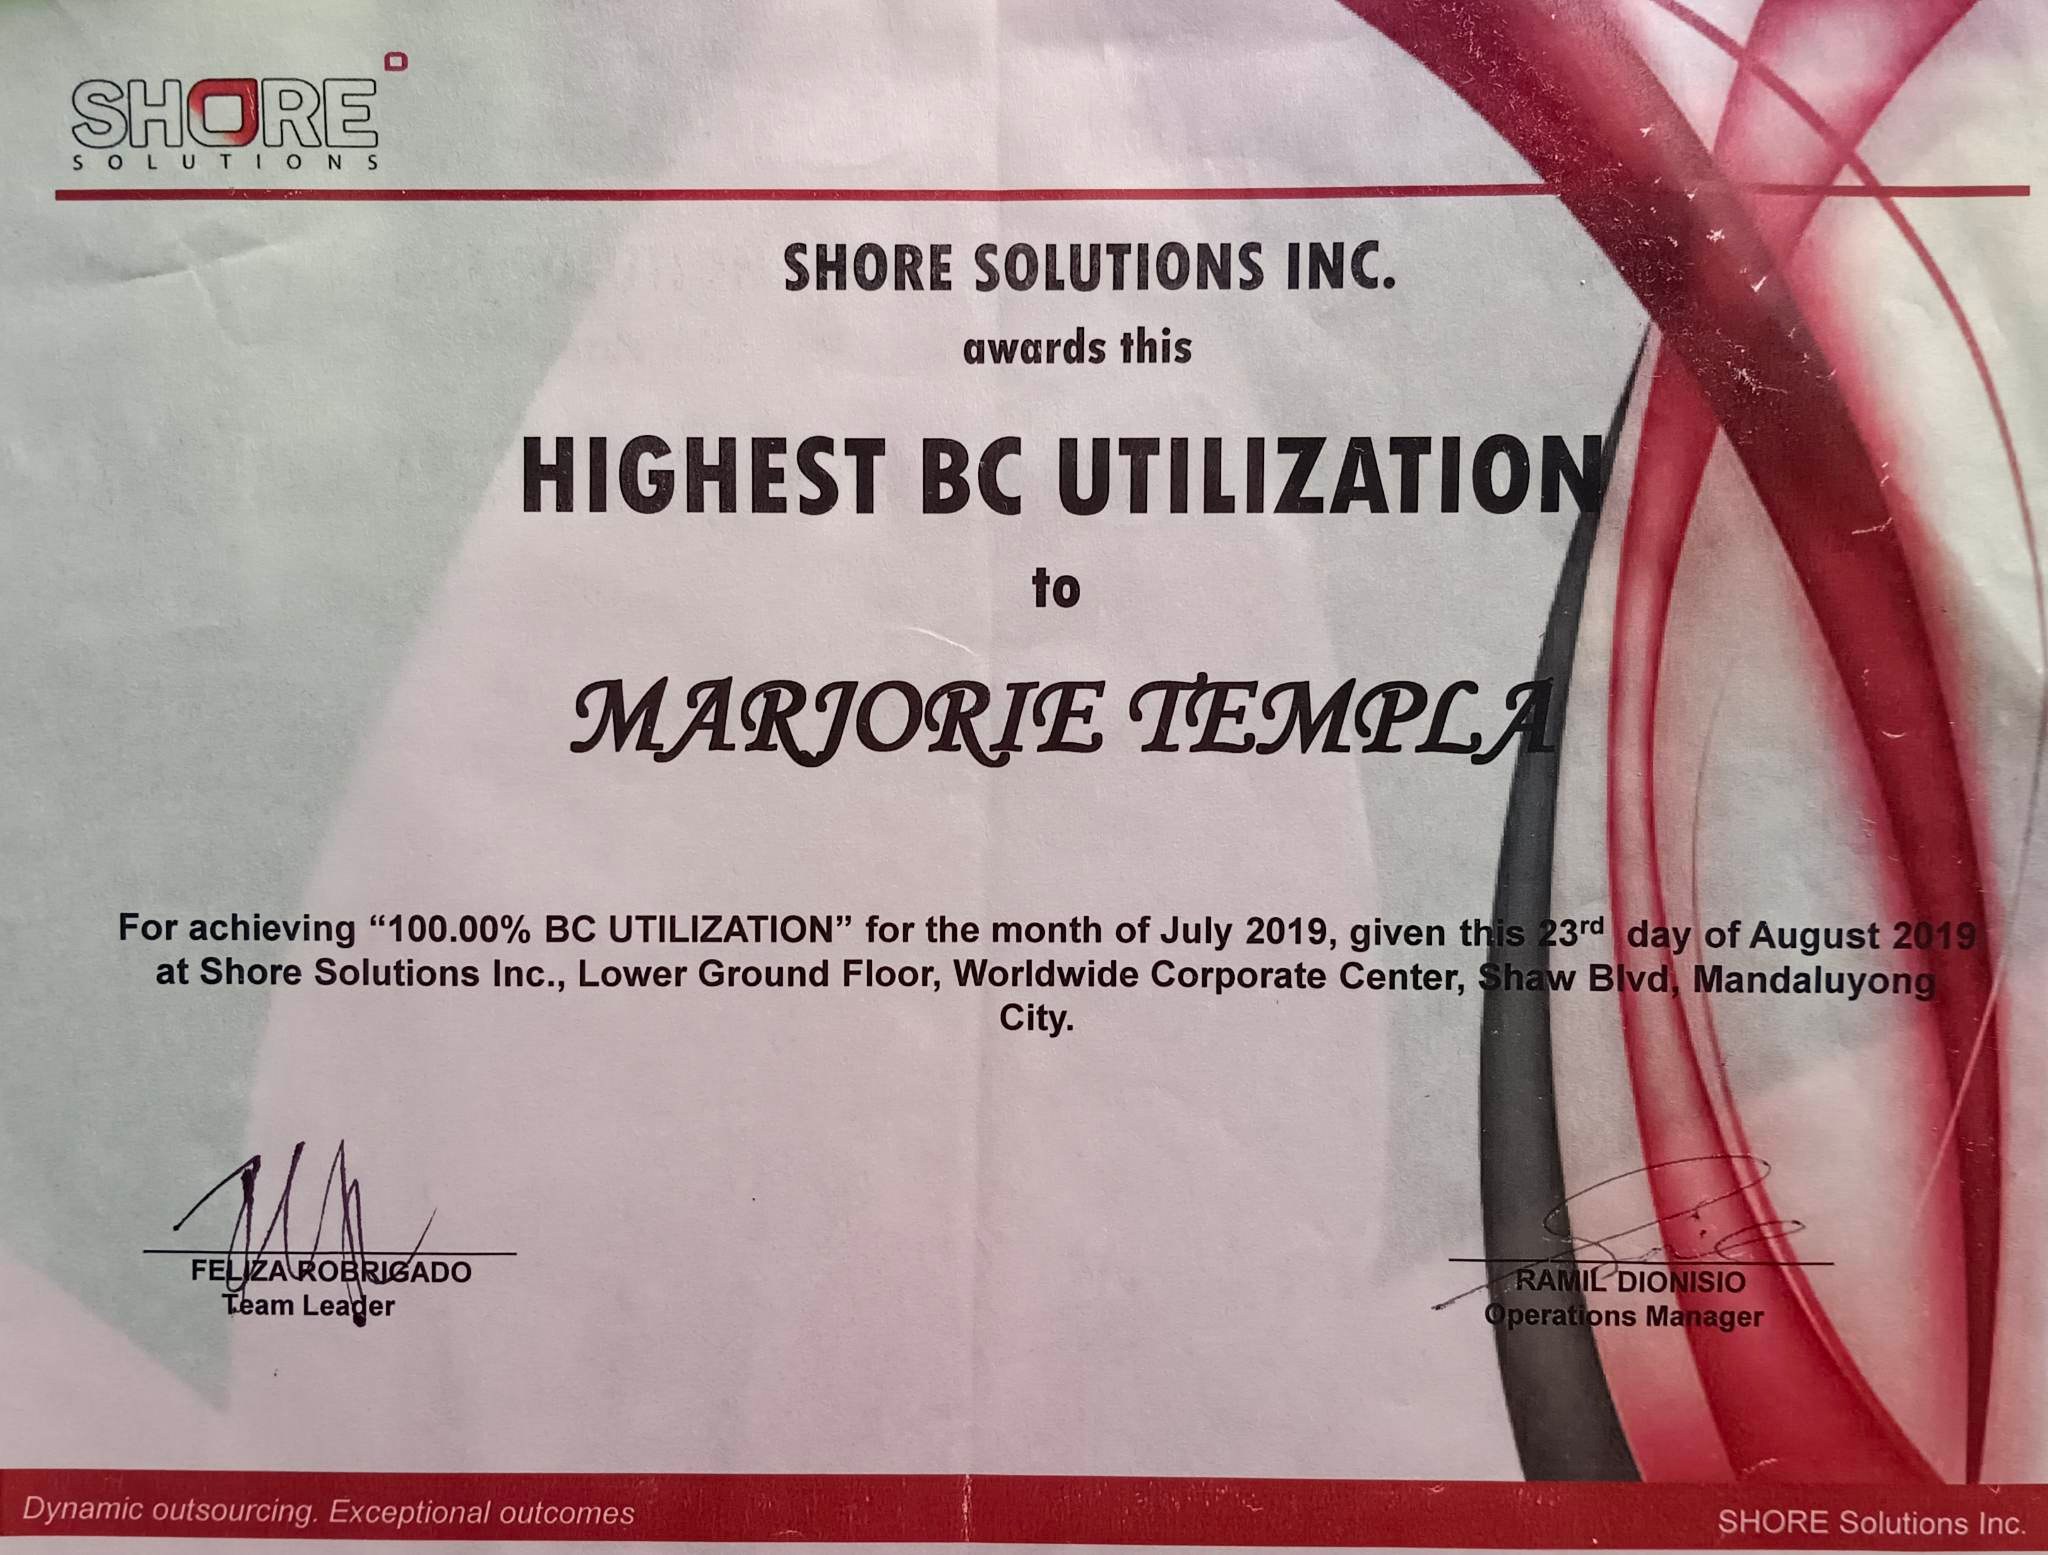 SHORE
SOLUTIONS
SHORE SOLUTIONS INC.
awards this
HIGHEST BC UTILIZATION
to
MARJORIE TEMPLA
For achieving “100.00% BC UTILIZATION” for the month of July 2019, given this 23rd day of August 2019
at Shore Solutions Inc., Lower Ground Floor, Worldwide Corporate Center, Shaw Blvd, Mandaluyong
City.
FELIZA ROBRIGADO
Team Leader
RAMIL DIONISIO
Operations Manager
Dynamic outsourcing. Exceptional outcomes
SHORE Solutions Inc.